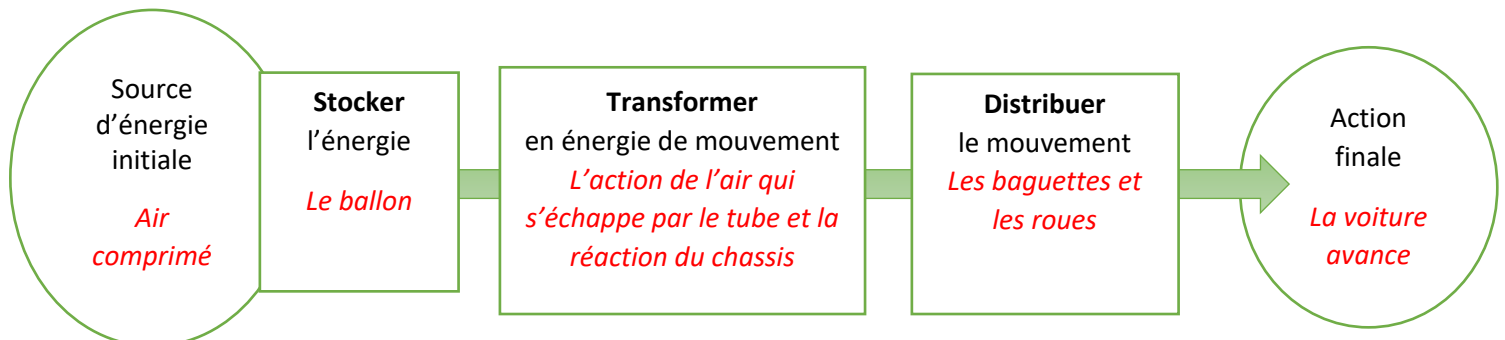 Source
d’énergie
initiale
Air
comprimé
Stocker
l’énergie
Le ballon
Transformer
en énergie de mouvement
L’action de l’air qui
s’échappe par le tube et la
réaction du chassis
Distribuer
le mouvement
Les baguettes et
les roues
Action
finale
La voiture
avance